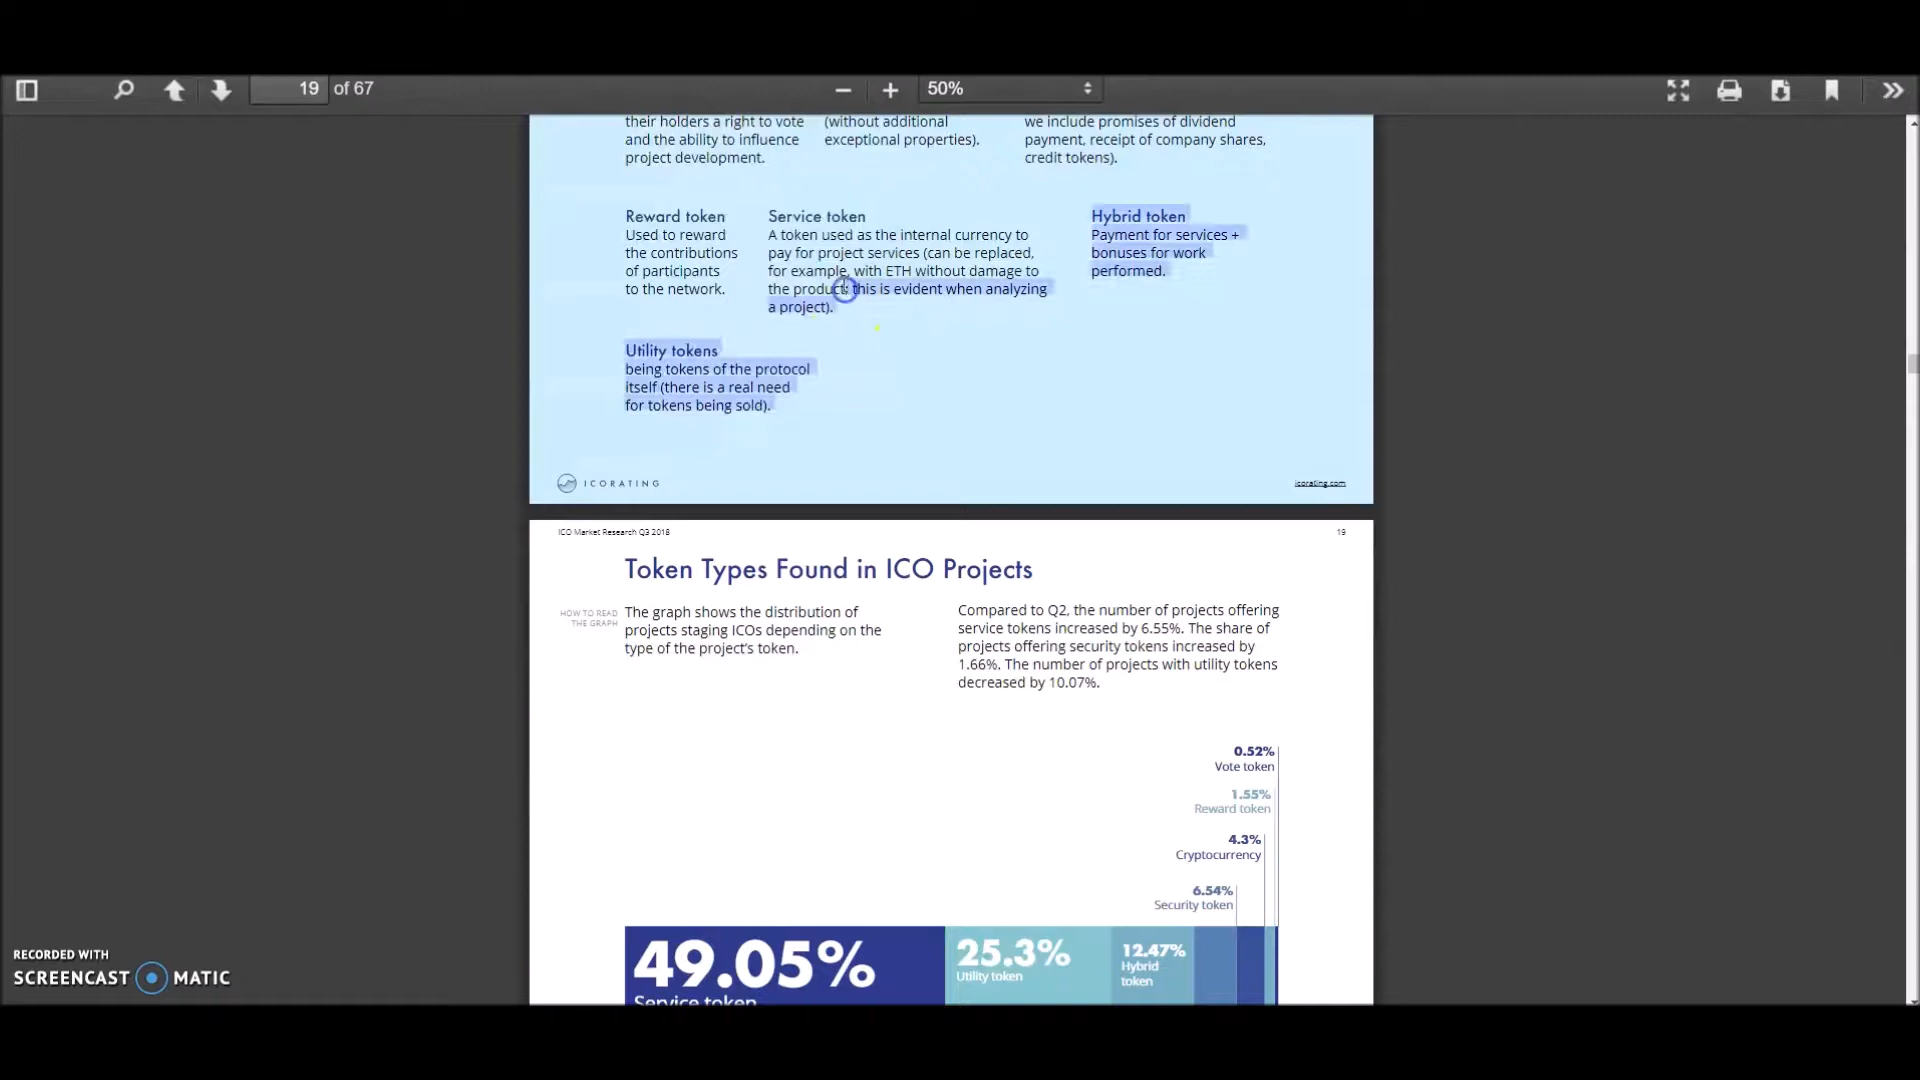 19 of 67
50%
their holders a right to vote
and the ability to influence
project development.
(without additional
exceptional properties).
we include promises of dividend
payment, receipt of company shares,
credit tokens).
Reward token
Used to reward
the contributions
of participants
to the network.
Service token
A token used as the internal currency to
pay for project services (can be replaced,
for example, with ETH without damage to
the product; this is evident when analyzing
a project).
Hybrid token
Payment for services +
bonuses for work
performed.
Utility tokens
being tokens of the protocol
itself (there is a real need
for tokens being sold).
ICORATING
icorating.com
ICO Market Research Q3 2018
19
Token Types Found in ICO Projects
HOW TO READ
THE GRAPH
The graph shows the distribution of
projects staging ICOs depending on the
type of the project's token.
Compared to Q2, the number of projects offering
service tokens increased by 6.55%. The share of
projects offering security tokens increased by
1.66%. The number of projects with utility tokens
decreased by 10.07%.
0.52%
Vote token
1.55%
Reward token
4.3%
Cryptocurrency
6.54%
Security token
49.05%
Service token
25.3%
Utility token
12.47%
Hybrid
token
RECORDED WITH
SCREENCAST MATIC